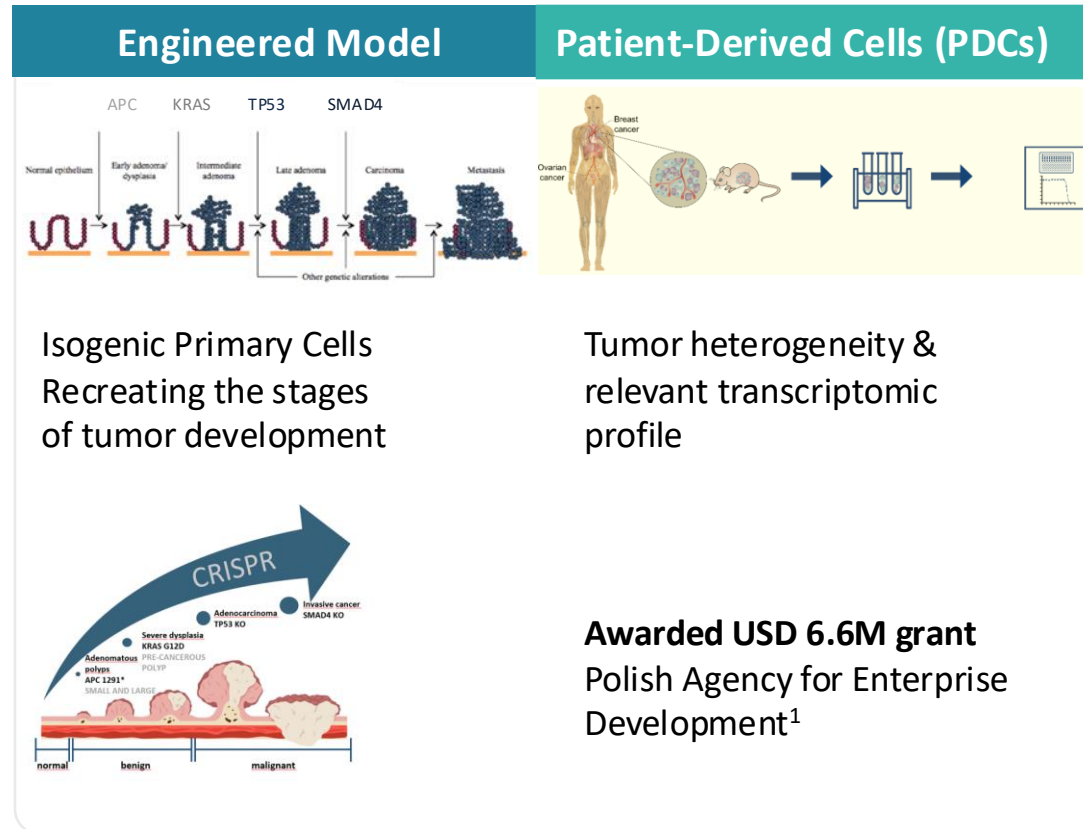 Engineered Model
Patient-Derived Cells (PDCs)
APC KRAS TP53 SMAD4
Normal epithelium
Early adenoma/
dysplasia
Intermediate
adenoma
Late adenoma
Carcinoma
Metastasis
Other genetic alterations
Breast
cancer
Ovarian
cancer
Isogenic Primary Cells
Recreating the stages
of tumor development
Tumor heterogeneity &
relevant transcriptomic
profile
CRISPR
Invasive cancer
SMAD4 KO
Adenocarcinoma
TP53 KO
Severe dysplasia
KRAS G12D
PRE-CANCEROUS
POLYP
Adenomatous
polyps
APC 1291*
SMALL AND LARGE
normal benign malignant
Awarded USD 6.6M grant
Polish Agency for Enterprise
Development1